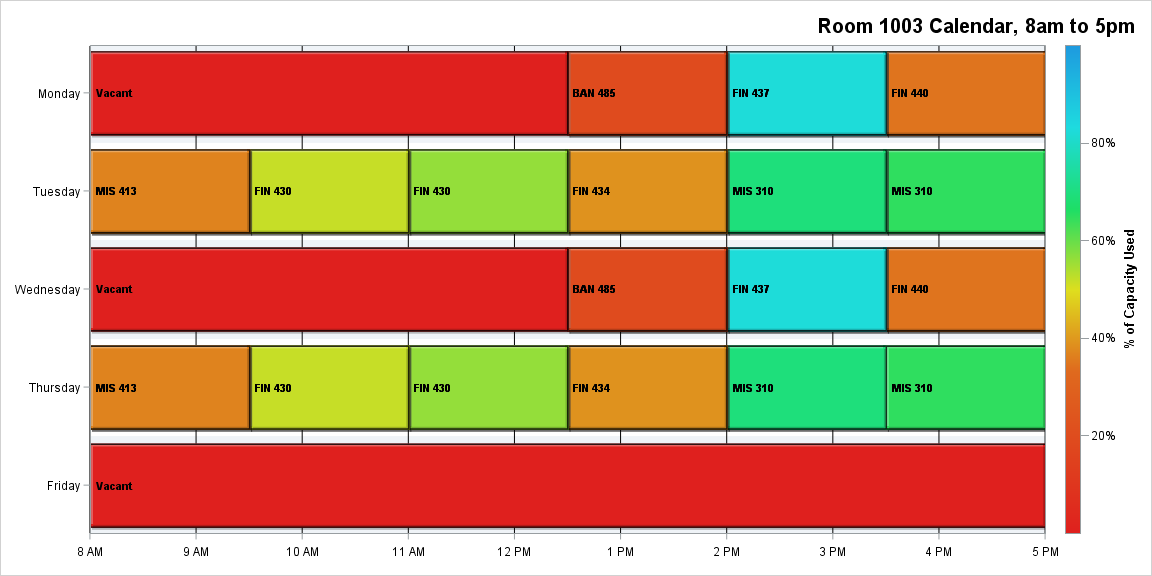 Room 1003 Calendar, 8am to 5pm
Monday
Vacant
BAN 485
FIN 437
FIN 440
Tuesday
MIS 413
FIN 430
FIN 430
FIN 434
MIS 310
MIS 310
Wednesday
Vacant
BAN 485
FIN 437
FIN 440
Thursday
MIS 413
FIN 430
FIN 430
FIN 434
MIS 310
MIS 310
Friday
Vacant
8 AM
9 AM
10 AM
11 AM
12 PM
1 PM
2 PM
3 PM
4 PM
5 PM
80%
60%
40%
20%
% of Capacity Used